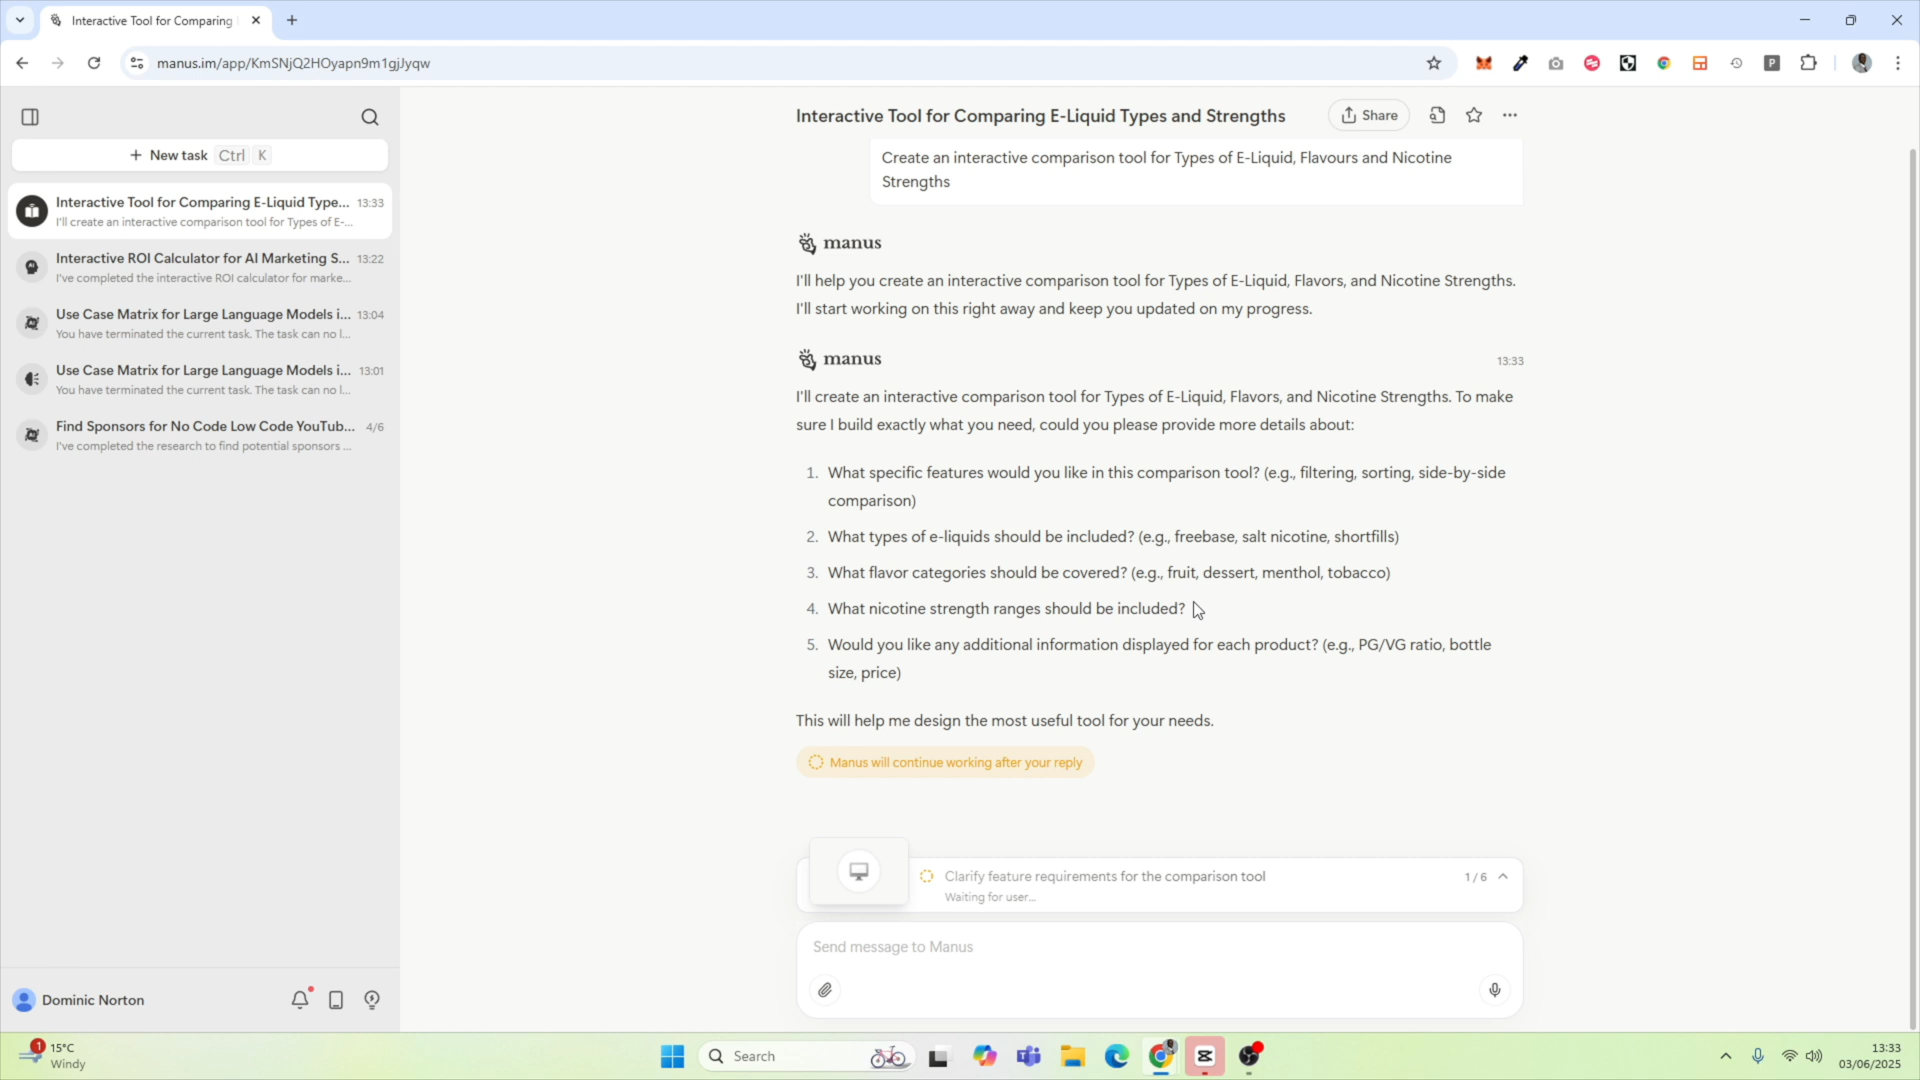 Interactive Tool for Comparing
manus.im/app/KmSNjQ2HOyapn9m1gjJyqw
New task Ctrl K
Interactive Tool for Comparing E-Liquid Type... 13:33
I'll create an interactive comparison tool for Types of E-...
Interactive ROI Calculator for AI Marketing S... 13:22
I've completed the interactive ROI calculator for marke...
Use Case Matrix for Large Language Models i... 13:04
You have terminated the current task. The task can no l...
Use Case Matrix for Large Language Models i... 13:01
You have terminated the current task. The task can no l...
Find Sponsors for No Code Low Code YouTub... 4/6
I've completed the research to find potential sponsors ...
Dominic Norton
Interactive Tool for Comparing E-Liquid Types and Strengths
Share
Create an interactive comparison tool for Types of E-Liquid, Flavours and Nicotine
Strengths
manus
I'll help you create an interactive comparison tool for Types of E-Liquid, Flavors, and Nicotine Strengths.
I'll start working on this right away and keep you updated on my progress.
manus 13:33
I'll create an interactive comparison tool for Types of E-Liquid, Flavors, and Nicotine Strengths. To make
sure I build exactly what you need, could you please provide more details about:
1. What specific features would you like in this comparison tool? (e.g., filtering, sorting, side-by-side
comparison)
2. What types of e-liquids should be included? (e.g., freebase, salt nicotine, shortfills)
3. What flavor categories should be covered? (e.g., fruit, dessert, menthol, tobacco)
4. What nicotine strength ranges should be included?
5. Would you like any additional information displayed for each product? (e.g., PG/VG ratio, bottle
size, price)
This will help me design the most useful tool for your needs.
Manus will continue working after your reply
Clarify feature requirements for the comparison tool 1 / 6
Waiting for user...
Send message to Manus
1
15°C
Windy
Search
13:33
03/06/2025